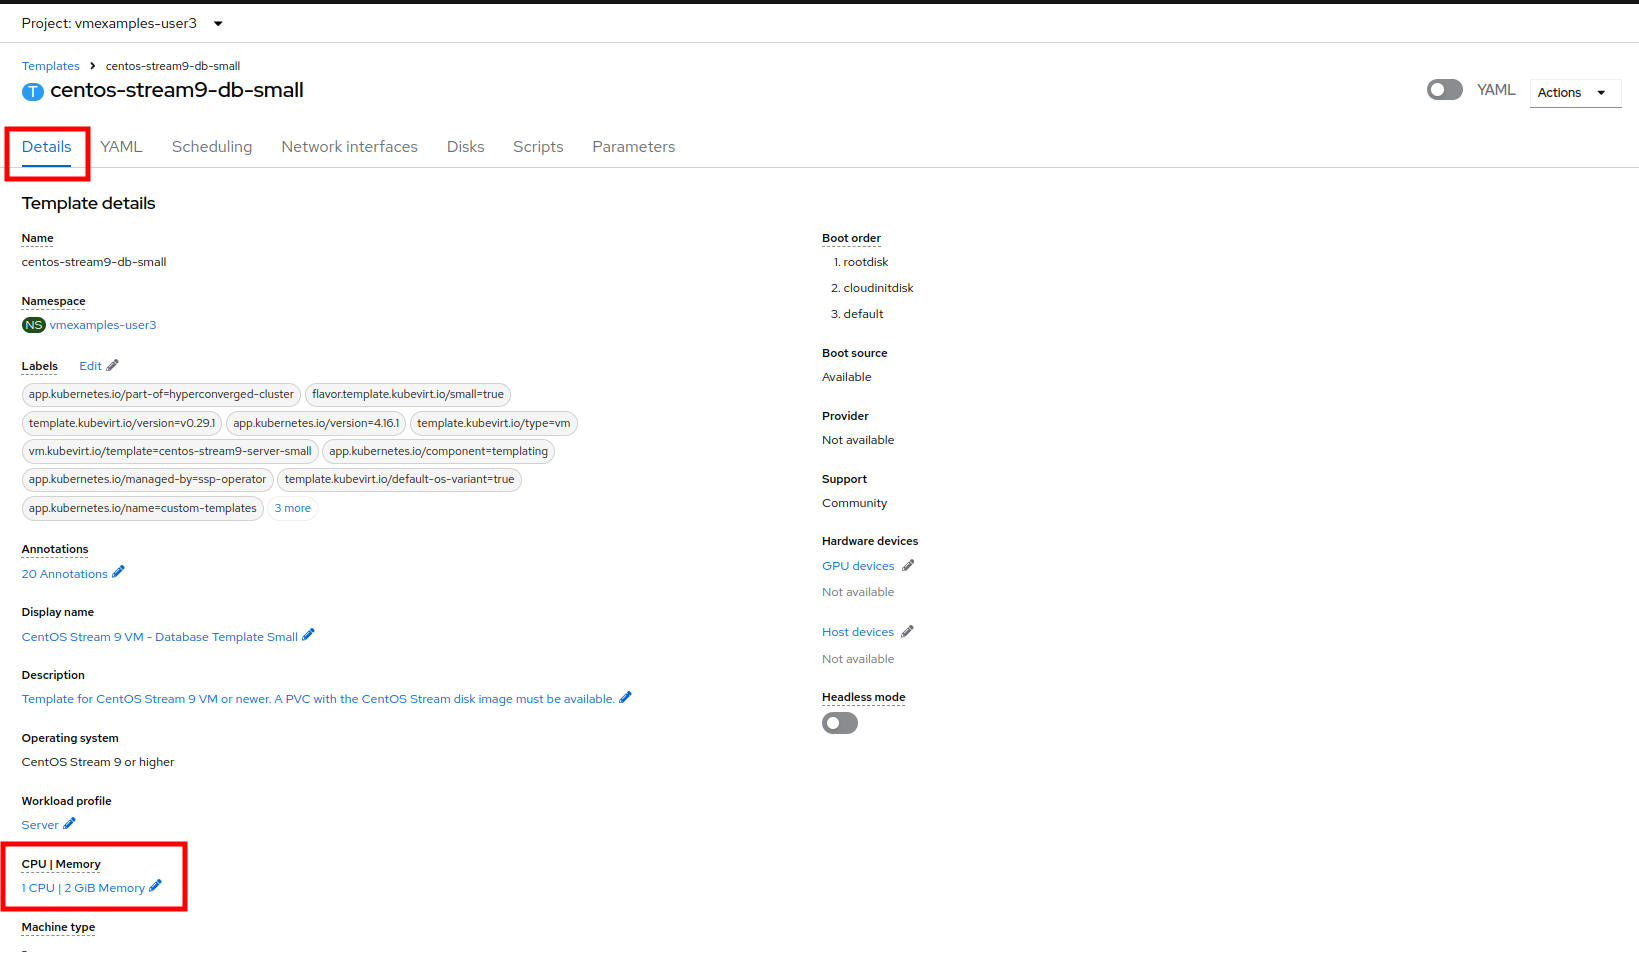 Project: vmexamples-user3
Templates > centos-stream9-db-small
T centos-stream9-db-small
YAML
Actions
Details YAML Scheduling Network interfaces Disks Scripts Parameters
Template details
Name
centos-stream9-db-small
Namespace
NS vmexamples-user3
Labels Edit
app.kubernetes.io/part-of=hyperconverged-cluster flavor.template.kubevirt.io/small=true
template.kubevirt.io/version=v0.29.1 app.kubernetes.io/version=4.16.1 template.kubevirt.io/type=vm
vm.kubevirt.io/template=centos-stream9-server-small app.kubernetes.io/component=templating
app.kubernetes.io/managed-by=ssp-operator template.kubevirt.io/default-os-variant=true
app.kubernetes.io/name=custom-templates 3 more
Annotations
20 Annotations
Display name
CentOS Stream 9 VM - Database Template Small
Description
Template for CentOS Stream 9 VM or newer. A PVC with the CentOS Stream disk image must be available.
Operating system
CentOS Stream 9 or higher
Workload profile
Server
CPU | Memory
1 CPU | 2 GiB Memory
Machine type
-
Boot order
1. rootdisk
2. cloudinitdisk
3. default
Boot source
Available
Provider
Not available
Support
Community
Hardware devices
GPU devices
Not available
Host devices
Not available
Headless mode